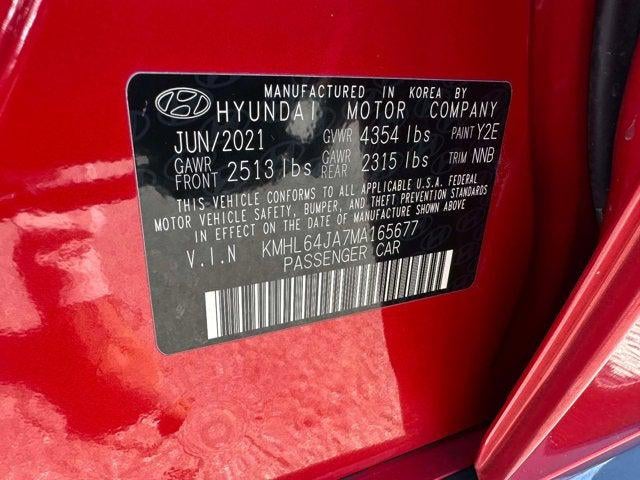 MANUFACTURED IN KOREA BY
HYUNDAI MOTOR COMPANY
JUN/2021 GVWR 4354 lbs PAINT Y2E
GAWR FRONT 2513 lbs GAWR REAR 2315 lbs TRIM NNB
THIS VEHICLE CONFORMS TO ALL APPLICABLE U.S.A. FEDERAL
MOTOR VEHICLE SAFETY, BUMPER, AND THEFT PREVENTION STANDARDS
IN EFFECT ON THE DATE OF MANUFACTURE SHOWN ABOVE.
V.I.N KMHL64JA7MA165677
PASSENGER CAR